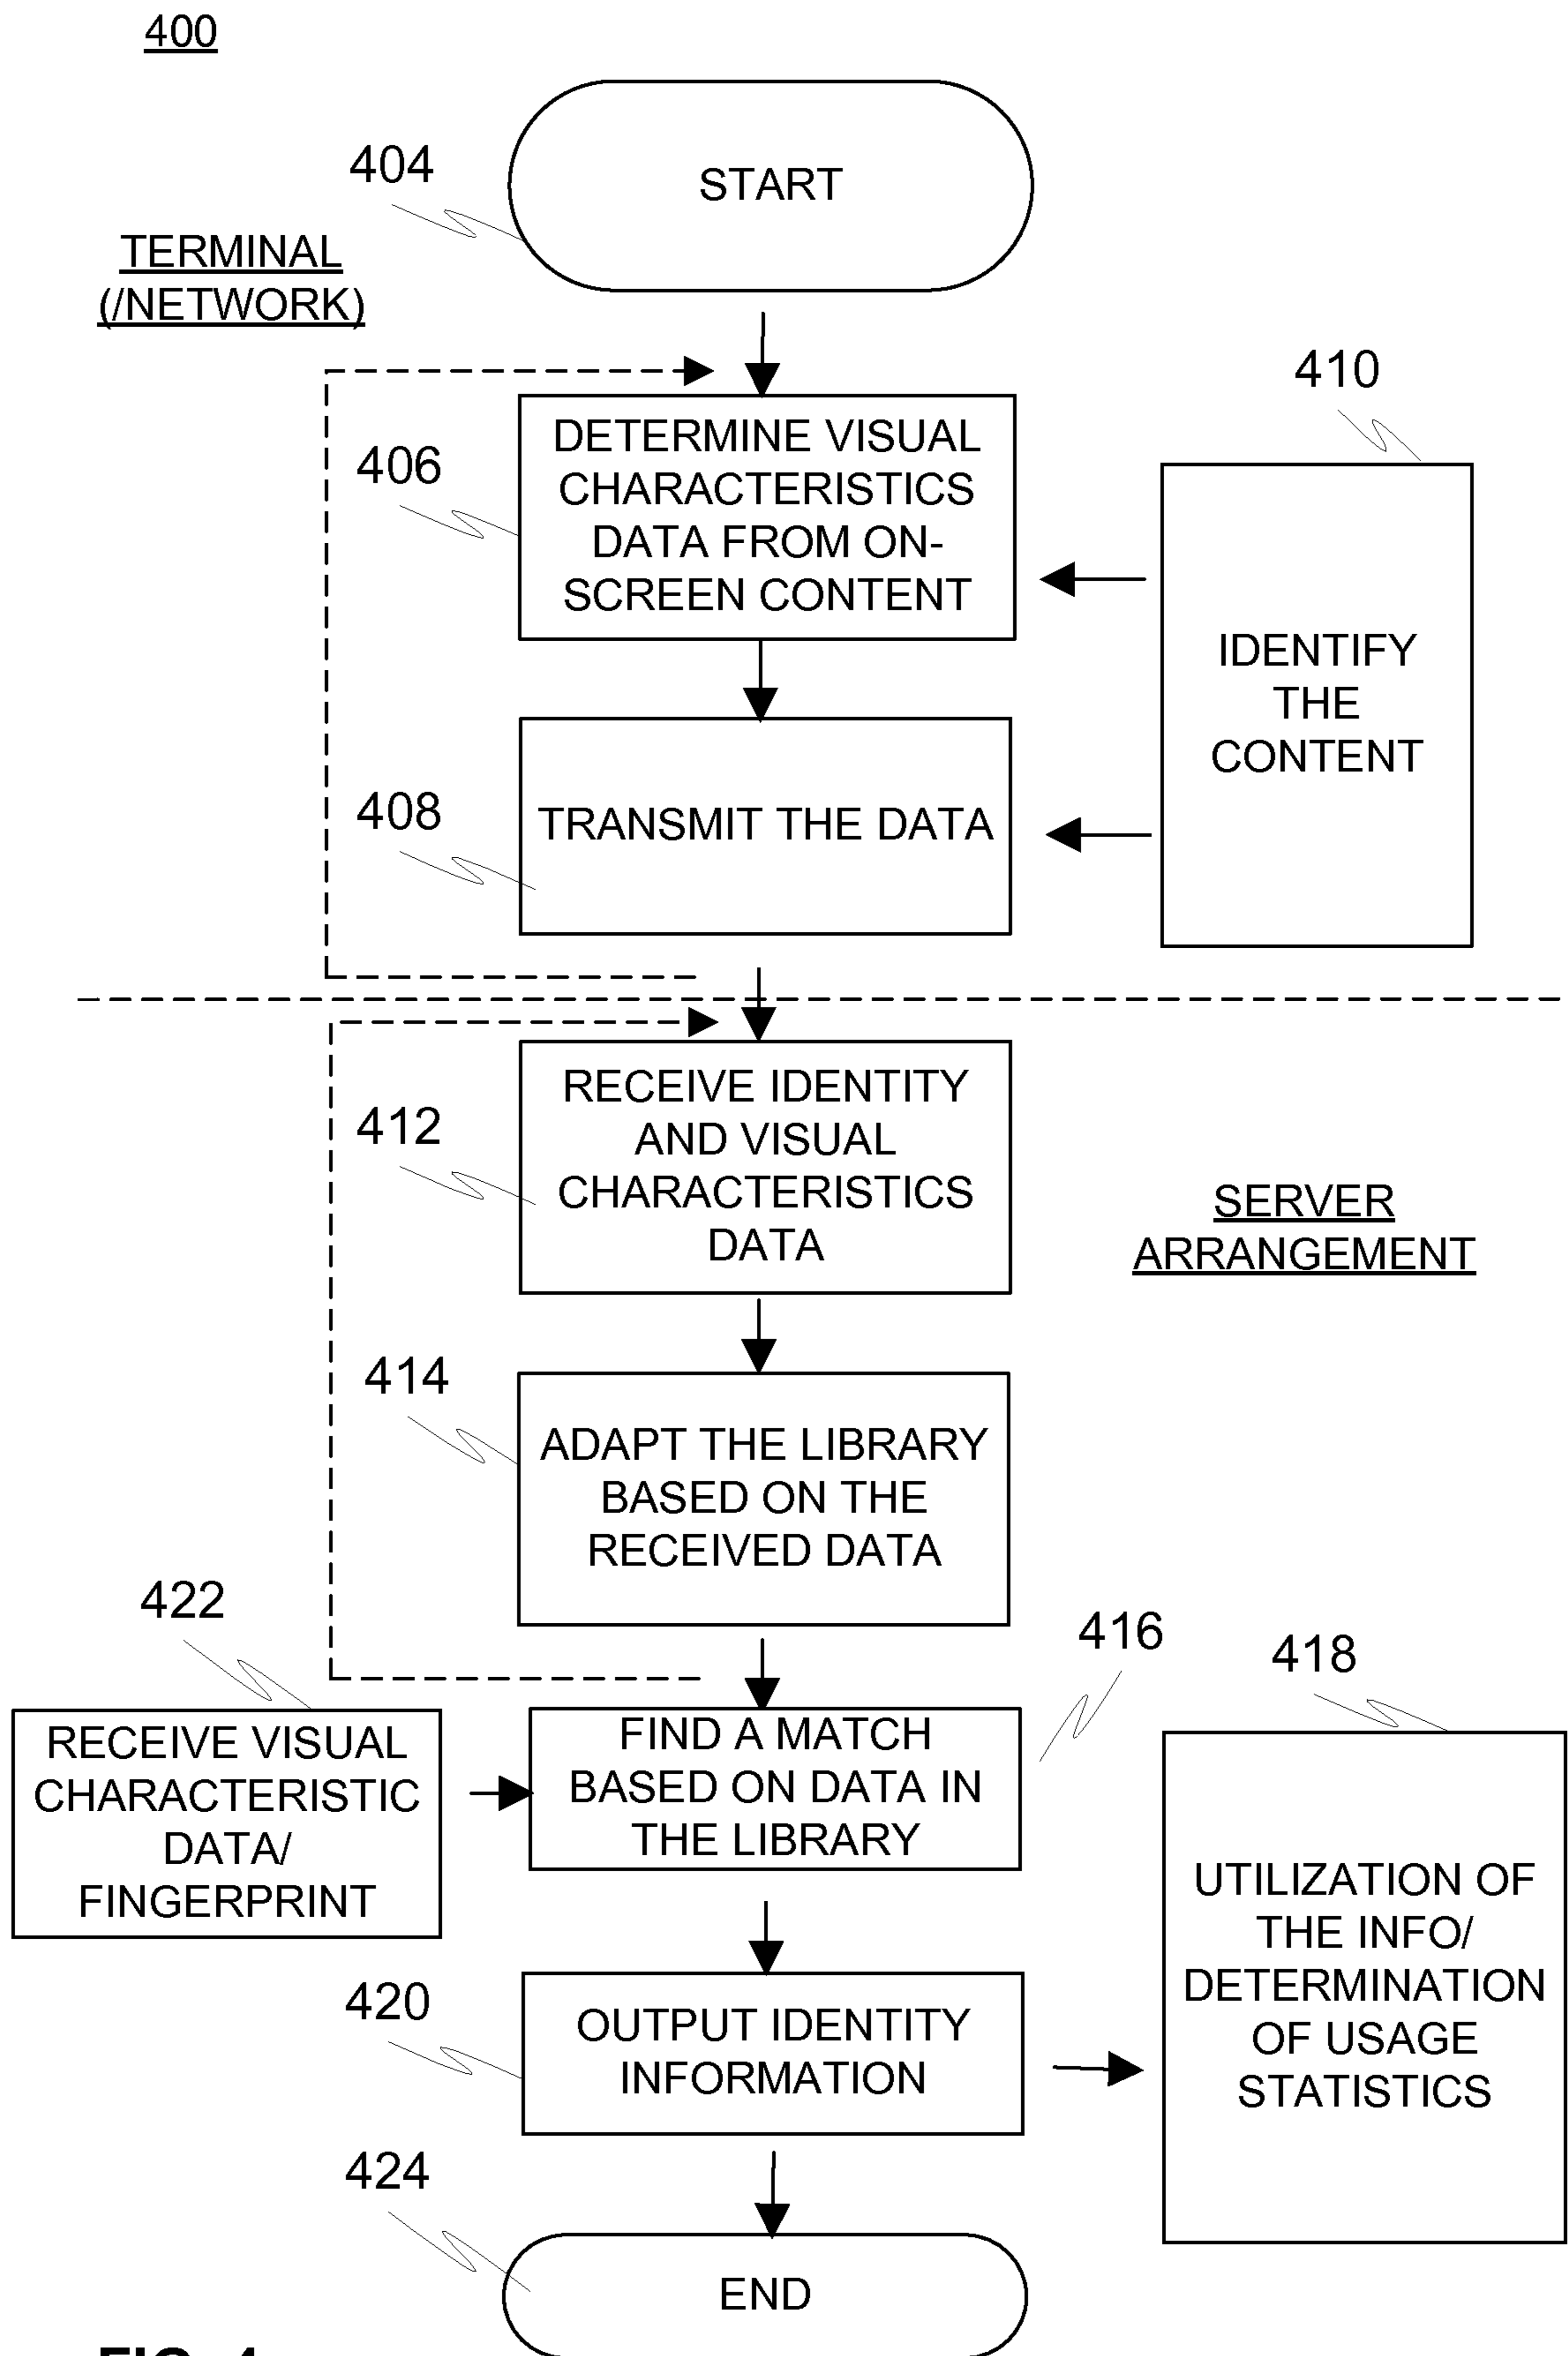 400
404
START
TERMINAL
(/NETWORK)
410
406
DETERMINE VISUAL
CHARACTERISTICS
DATA FROM ON-
SCREEN CONTENT
IDENTIFY
THE
CONTENT
408
TRANSMIT THE DATA
412
RECEIVE IDENTITY
AND VISUAL
CHARACTERISTICS
DATA
SERVER
ARRANGEMENT
414
ADAPT THE LIBRARY
BASED ON THE
RECEIVED DATA
422
416
418
RECEIVE VISUAL
CHARACTERISTIC
DATA/
FINGERPRINT
FIND A MATCH
BASED ON DATA IN
THE LIBRARY
UTILIZATION OF
THE INFO/
DETERMINATION
OF USAGE
STATISTICS
420
OUTPUT IDENTITY
INFORMATION
424
END
FIG. 4